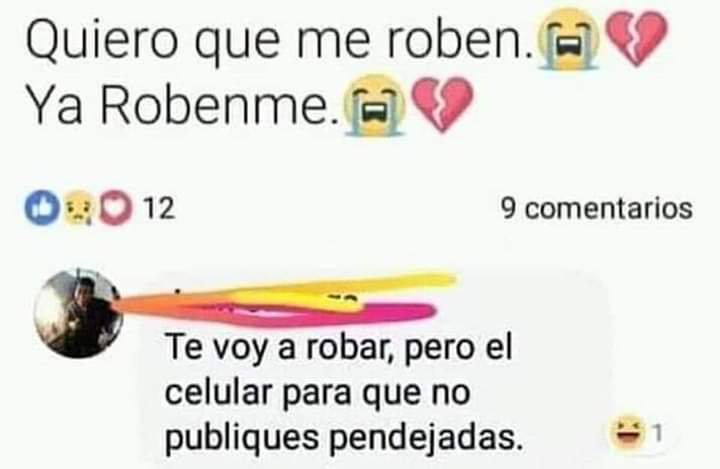 Quiero que me roben.😭💔
Ya Robenme.😭💔
12
9 comentarios
Te voy a robar, pero el
celular para que no
publiques pendejadas.
1